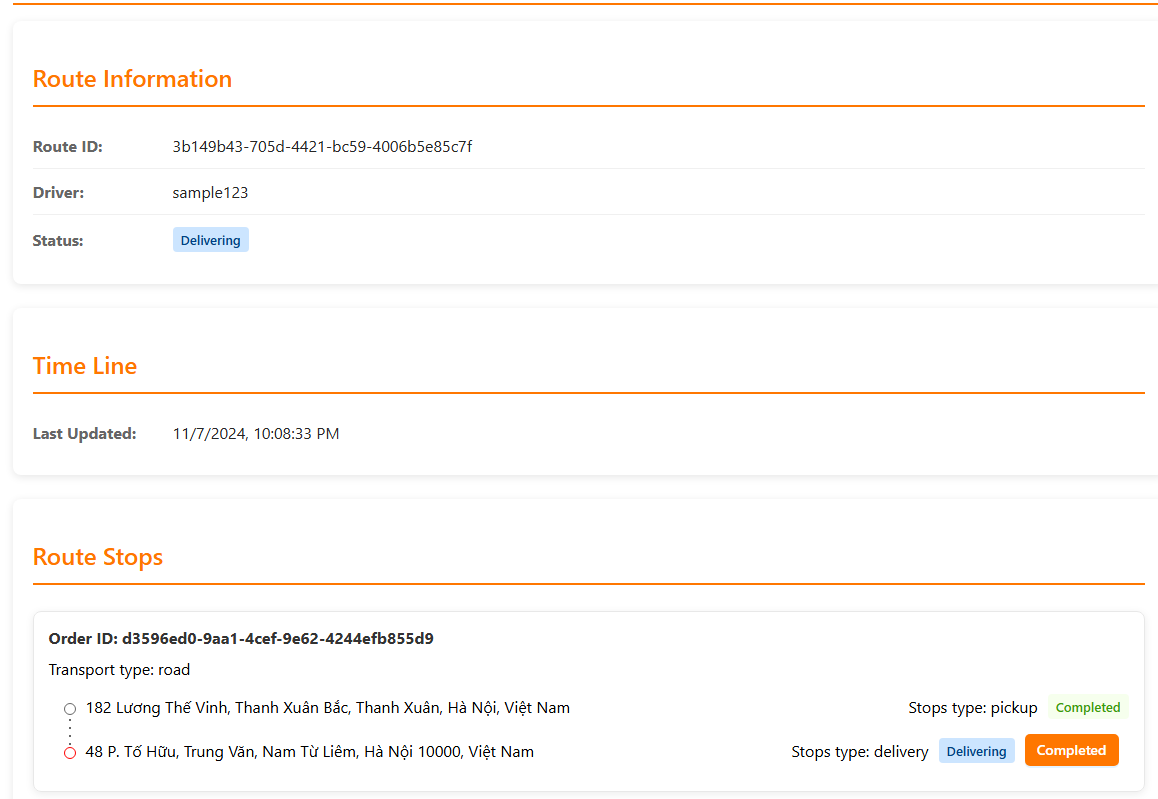 Route Information
Route ID: 3b149b43-705d-4421-bc59-4006b5e85c7f
Driver: sample123
Status: Delivering
Time Line
Last Updated: 11/7/2024, 10:08:33 PM
Route Stops
Order ID: d3596ed0-9aa1-4cef-9e62-4244efb855d9
Transport type: road
182 Lương Thế Vinh, Thanh Xuân Bắc, Thanh Xuân, Hà Nội, Việt Nam Stops type: pickup Completed
48 P. Tố Hữu, Trung Văn, Nam Từ Liêm, Hà Nội 10000, Việt Nam Stops type: delivery Delivering Completed